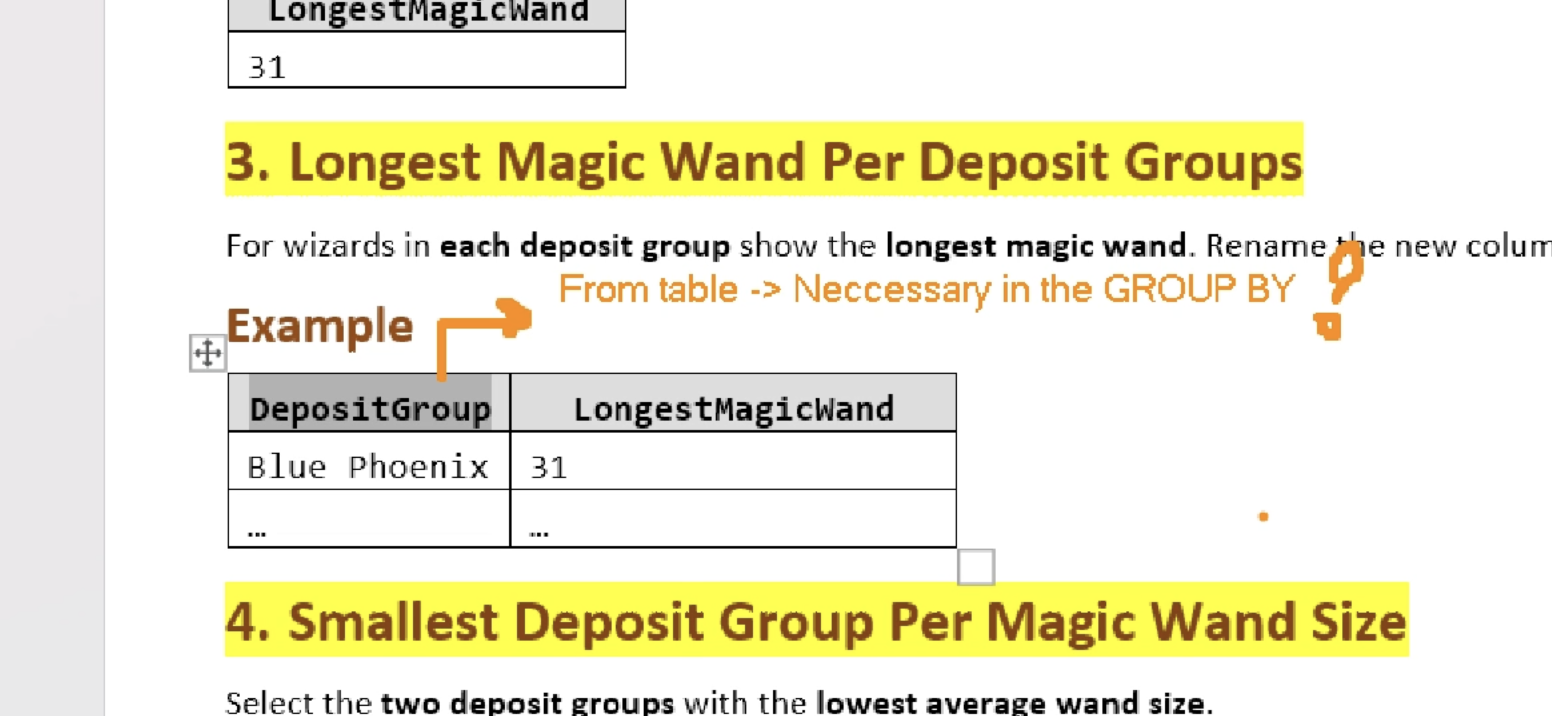 LongestMagicWand
31
3. Longest Magic Wand Per Deposit Groups
For wizards in each deposit group show the longest magic wand. Rename the new colum
From table -> Neccessary in the GROUP BY !
Example
DepositGroup LongestMagicWand
Blue Phoenix 31
… …
4. Smallest Deposit Group Per Magic Wand Size
Select the two deposit groups with the lowest average wand size.